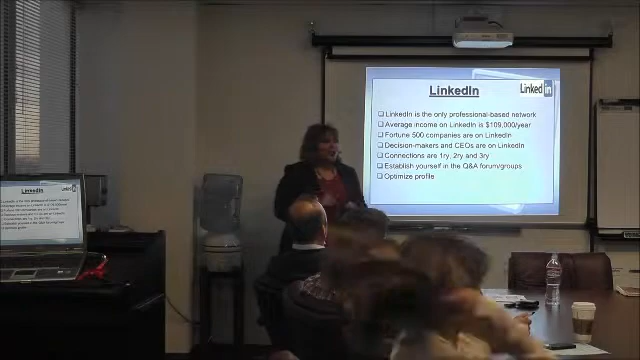 LinkedIn
Linked in
LinkedIn is the only professional-based network
Average income on LinkedIn is $109,000/year
Fortune 500 companies are on LinkedIn
Decision-makers and CEOs are on LinkedIn
Connections are 1ry, 2ry and 3ry
Establish yourself in the Q&A forum/groups
Optimize profile
LinkedIn